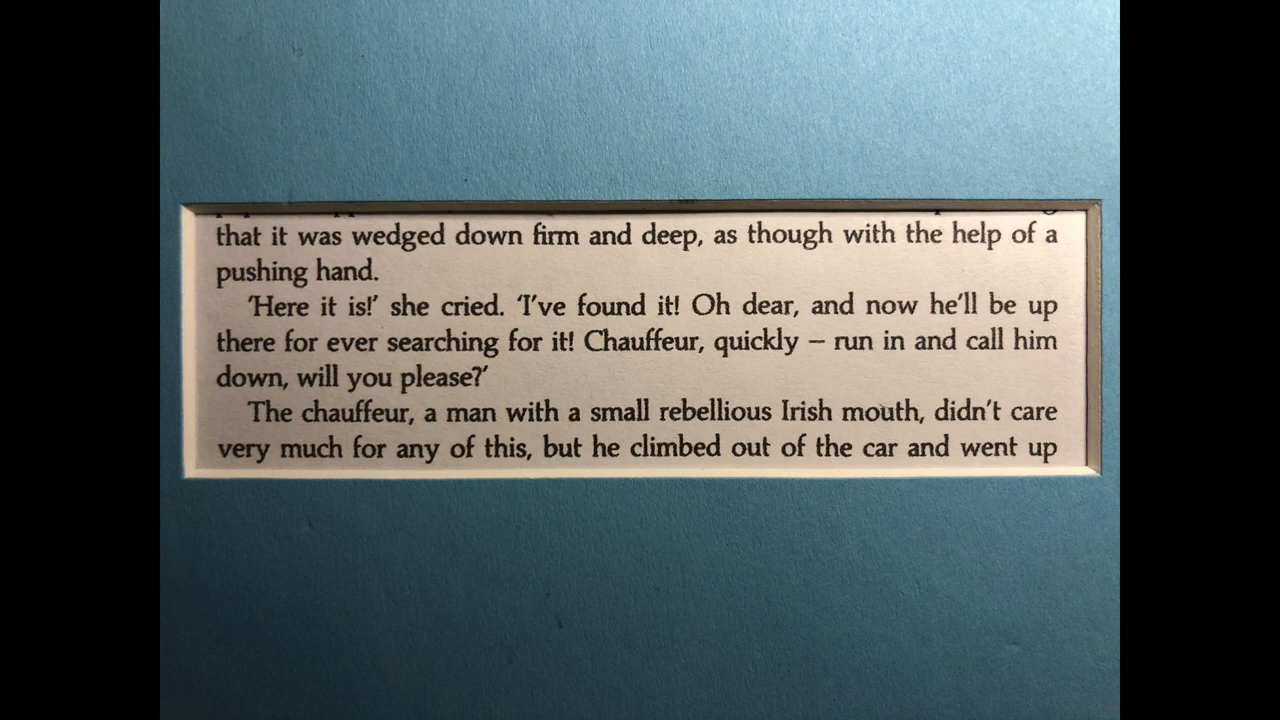 that it was wedged down firm and deep, as though with the help of a
pushing hand.
‘Here it is!’ she cried. ‘I’ve found it! Oh dear, and now he’ll be up
there for ever searching for it! Chauffeur, quickly – run in and call him
down, will you please?’
The chauffeur, a man with a small rebellious Irish mouth, didn’t care
very much for any of this, but he climbed out of the car and went up